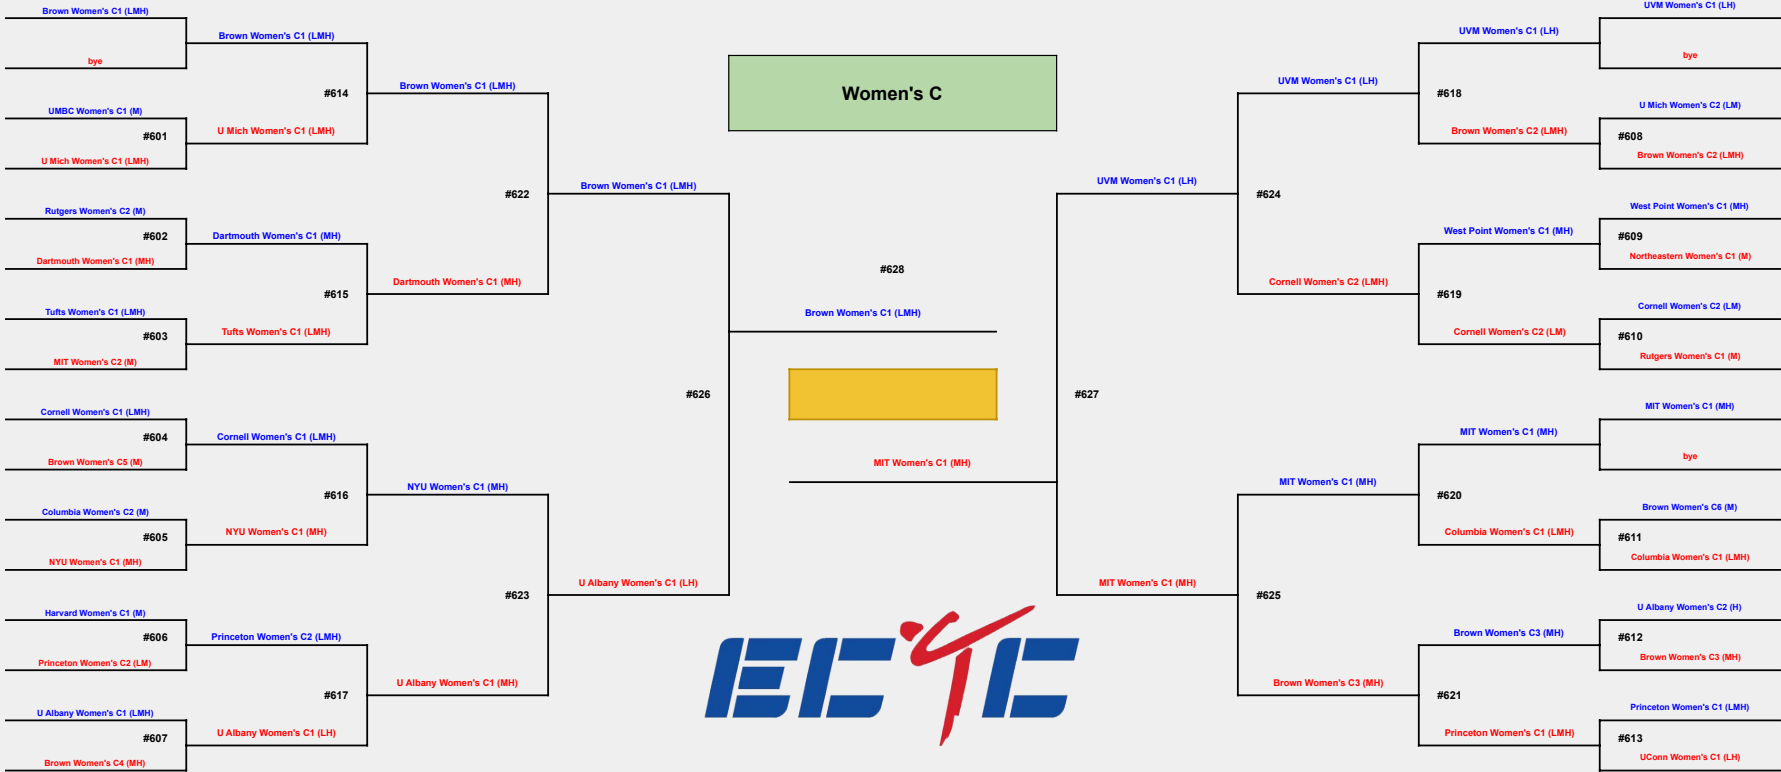 Women's C
Brown Women's C1 (LMH)
bye
UMBC Women's C1 (M)
#601
U Mich Women's C1 (LMH)
Rutgers Women's C2 (M)
#602
Dartmouth Women's C1 (MH)
Tufts Women's C1 (LMH)
#603
MIT Women's C2 (M)
Cornell Women's C1 (LMH)
#604
Brown Women's C5 (M)
Columbia Women's C2 (M)
#605
NYU Women's C1 (MH)
Harvard Women's C1 (M)
#606
Princeton Women's C2 (LM)
U Albany Women's C1 (LMH)
#607
Brown Women's C4 (MH)
Brown Women's C1 (LMH)
#614
U Mich Women's C1 (LMH)
Dartmouth Women's C1 (MH)
#615
Tufts Women's C1 (LMH)
Cornell Women's C1 (LMH)
#616
NYU Women's C1 (MH)
Princeton Women's C2 (LMH)
#617
U Albany Women's C1 (LH)
Brown Women's C1 (LMH)
#622
Dartmouth Women's C1 (MH)
NYU Women's C1 (MH)
#623
U Albany Women's C1 (MH)
Brown Women's C1 (LMH)
#626
U Albany Women's C1 (LH)
#628
Brown Women's C1 (LMH)
MIT Women's C1 (MH)
ECTC
UVM Women's C1 (LH)
#627
MIT Women's C1 (MH)
UVM Women's C1 (LH)
#624
Cornell Women's C2 (LMH)
MIT Women's C1 (MH)
#625
Brown Women's C3 (MH)
UVM Women's C1 (LH)
#618
Brown Women's C2 (LMH)
West Point Women's C1 (MH)
#619
Cornell Women's C2 (LM)
MIT Women's C1 (MH)
#620
Columbia Women's C1 (LMH)
Brown Women's C3 (MH)
#621
Princeton Women's C1 (LMH)
UVM Women's C1 (LH)
bye
U Mich Women's C2 (LM)
#608
Brown Women's C2 (LMH)
West Point Women's C1 (MH)
#609
Northeastern Women's C1 (M)
Cornell Women's C2 (LM)
#610
Rutgers Women's C1 (M)
MIT Women's C1 (MH)
bye
Brown Women's C6 (M)
#611
Columbia Women's C1 (LMH)
U Albany Women's C2 (H)
#612
Brown Women's C3 (MH)
Princeton Women's C1 (LMH)
#613
UConn Women's C1 (LH)